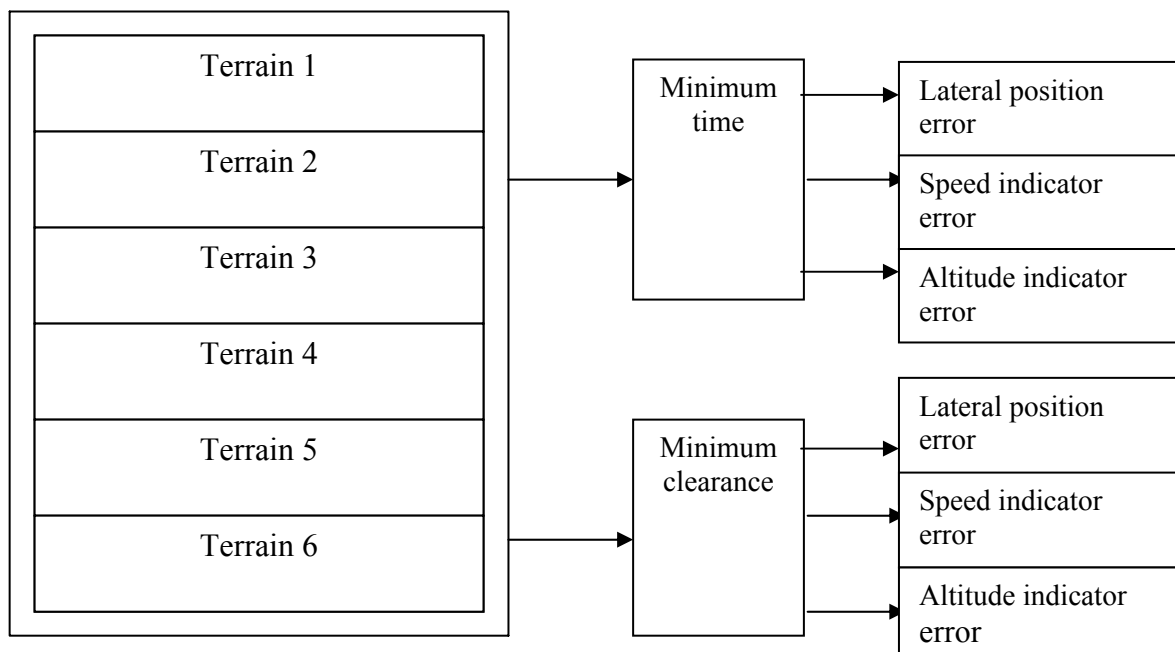 Terrain 1
Terrain 2
Terrain 3
Terrain 4
Terrain 5
Terrain 6
Minimum
time
Lateral position
error
Speed indicator
error
Altitude indicator
error
Minimum
clearance
Lateral position
error
Speed indicator
error
Altitude indicator
error